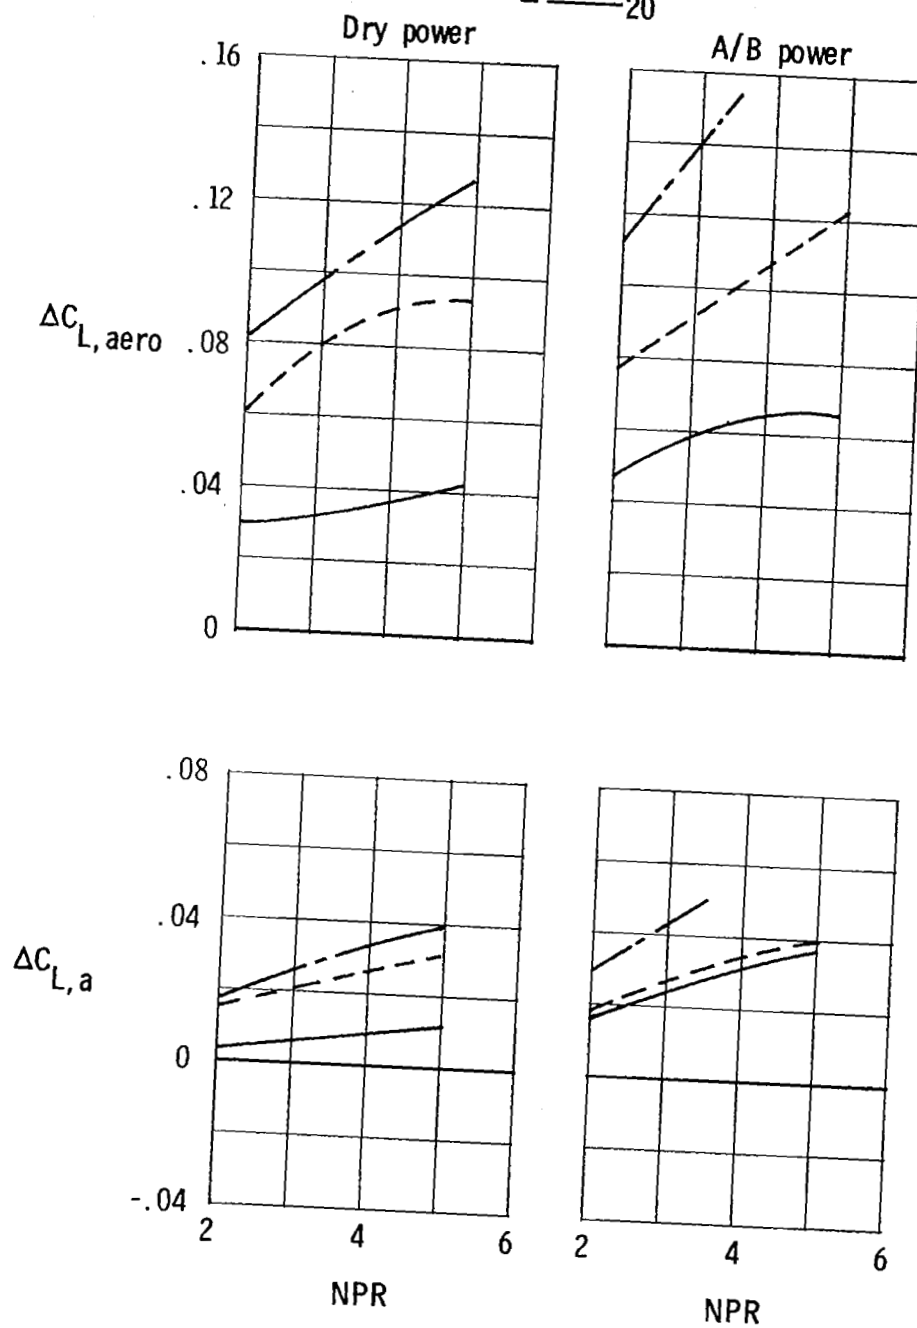 20
Dry power
A/B power
.16
.12
ΔC_L,aero
.08
.04
0
.08
.04
ΔC_L,a
0
-.04
2 4 6
2 4 6
NPR
NPR